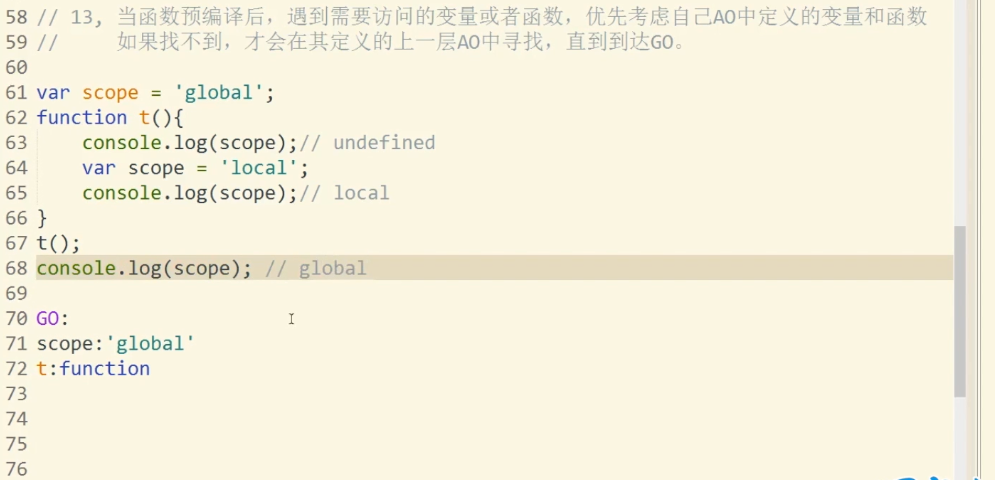 58 // 13, 当函数预编译后，遇到需要访问的变量或者函数，优先考虑自己AO中定义的变量和函数
59 //     如果找不到，才会在其定义的上一层AO中寻找，直到到达GO。
60
61 var scope = 'global';
62 function t(){
63     console.log(scope);// undefined
64     var scope = 'local';
65     console.log(scope);// local
66 }
67 t();
68 console.log(scope); // global
69
70 GO:
71 scope:'global'
72 t:function
73
74
75
76